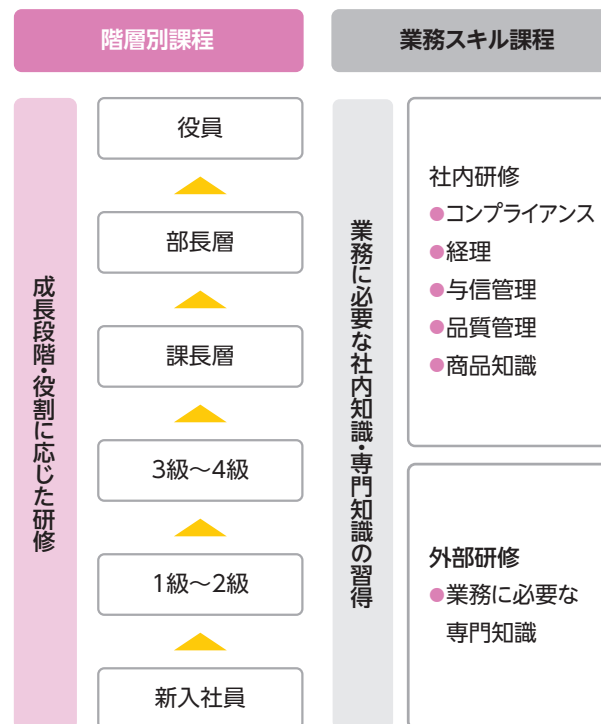 階層別課程
成長段階・役割に応じた研修
役員
部長層
課長層
3級～4級
1級～2級
新入社員
業務スキル課程
業務に必要な社内知識・専門知識の習得
社内研修
●コンプライアンス
●経理
●与信管理
●品質管理
●商品知識
外部研修
●業務に必要な
専門知識